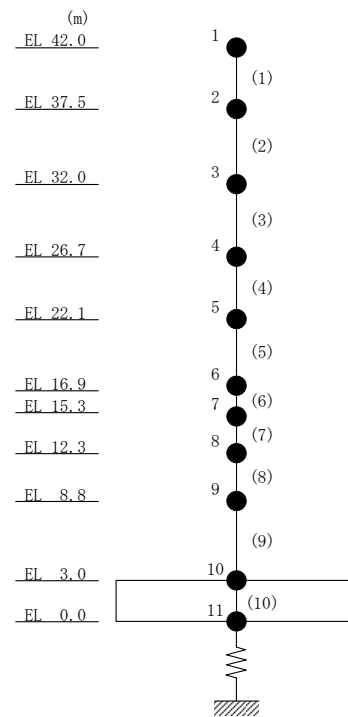 (m)
EL 42.0 1
(1)
EL 37.5 2
(2)
EL 32.0 3
(3)
EL 26.7 4
(4)
EL 22.1 5
(5)
EL 16.9 6
(6)
EL 15.3 7
(7)
EL 12.3 8
(8)
EL 8.8 9
(9)
EL 3.0 10
(10)
EL 0.0 11